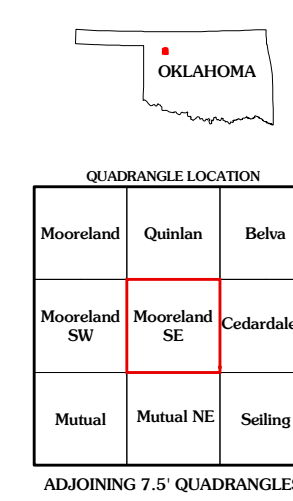 OKLAHOMA
QUADRANGLE LOCATION
Mooreland Quinlan Belva
Mooreland SW Mooreland SE Cedardale
Mutual Mutual NE Seiling
ADJOINING 7.5' QUADRANGLES